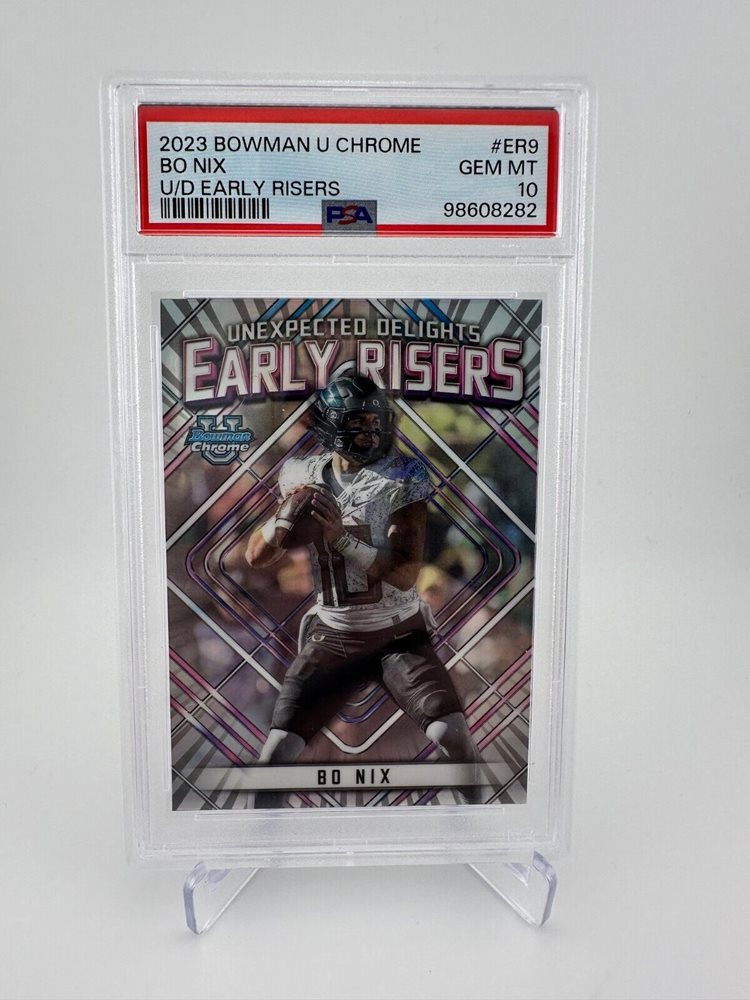 2023 BOWMAN U CHROME #ER9
BO NIX GEM MT
U/D EARLY RISERS 10
PSA 98608282
UNEXPECTED DELIGHTS
EARLY RISERS
U
Bowman
Chrome
BO NIX